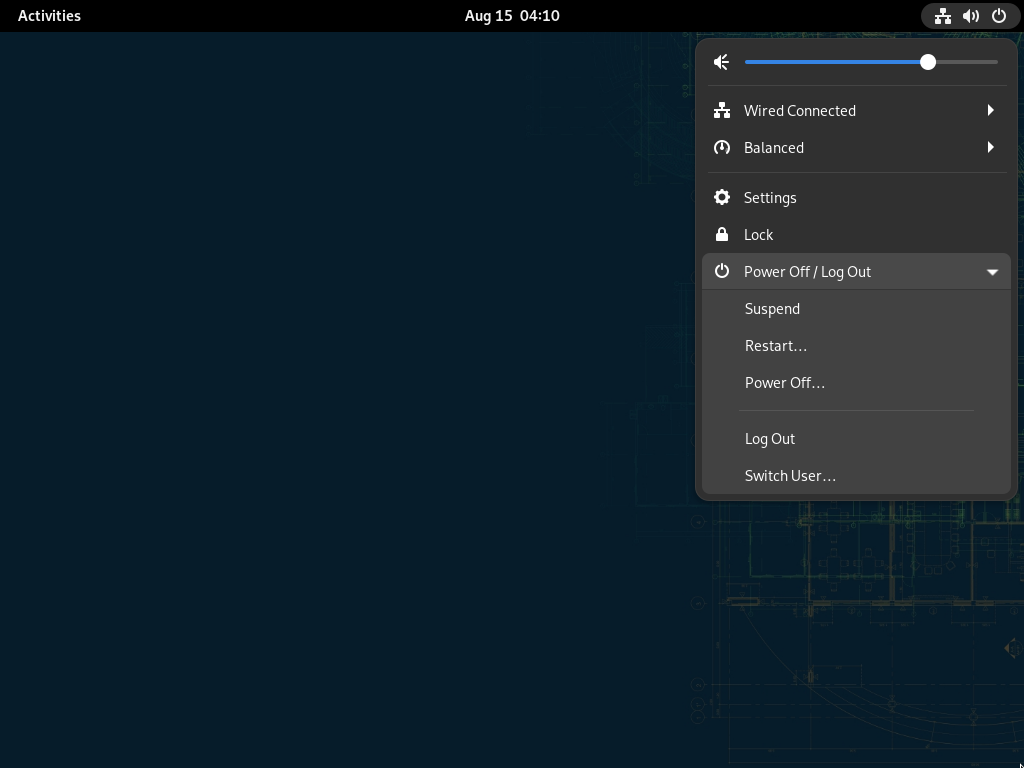 Activities
Aug 15 04:10
Wired Connected
Balanced
Settings
Lock
Power Off / Log Out
Suspend
Restart…
Power Off…
Log Out
Switch User…